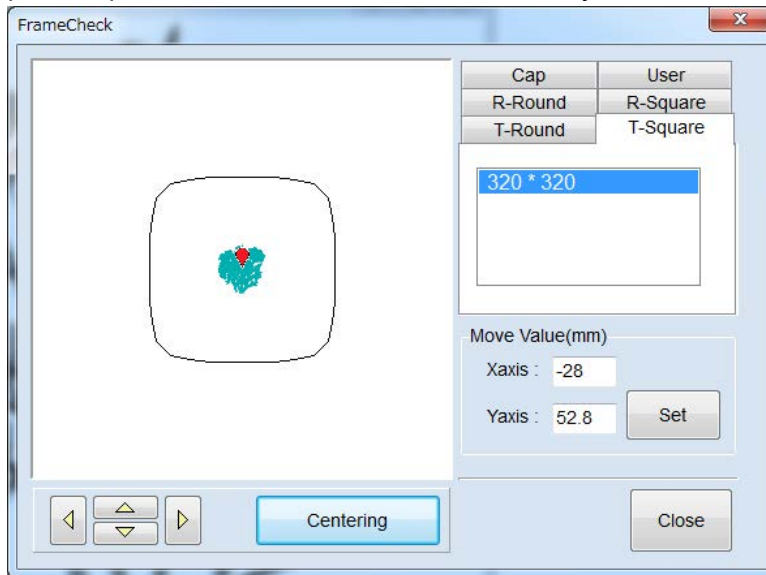 FrameCheck
x
Cap
User
R-Round
R-Square
T-Round
T-Square
320 * 320
Move Value(mm)
Xaxis :
-28
Yaxis :
52.8
Set
Centering
Close